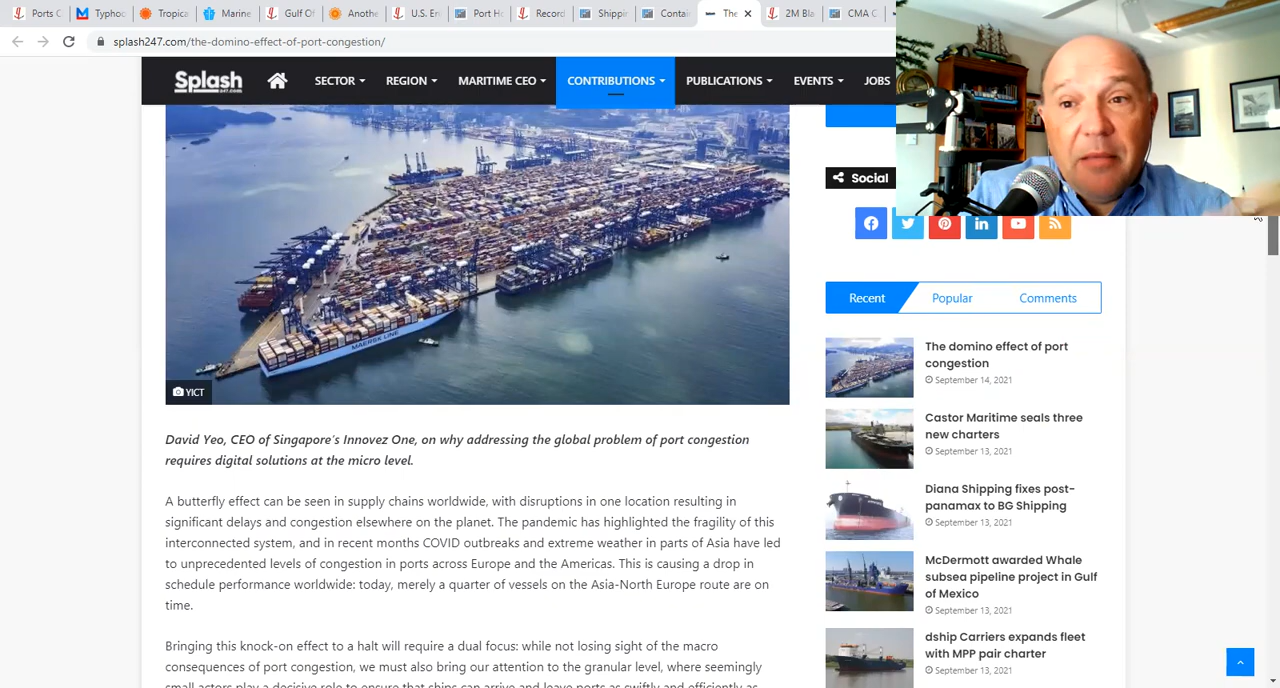 Ports C
Typhoo
Tropica
Marine
Gulf Of
Anothe
U.S. En
Port Ho
Record
Shippin
Contai
The
2M Bla
CMA C
splash247.com/the-domino-effect-of-port-congestion/
Splash
247.com
SECTOR
REGION
MARITIME CEO
CONTRIBUTIONS
PUBLICATIONS
EVENTS
JOBS
MAERSK LINE
CMA CGM
YICT
David Yeo, CEO of Singapore's Innovez One, on why addressing the global problem of port congestion
requires digital solutions at the micro level.
A butterfly effect can be seen in supply chains worldwide, with disruptions in one location resulting in
significant delays and congestion elsewhere on the planet. The pandemic has highlighted the fragility of this
interconnected system, and in recent months COVID outbreaks and extreme weather in parts of Asia have led
to unprecedented levels of congestion in ports across Europe and the Americas. This is causing a drop in
schedule performance worldwide: today, merely a quarter of vessels on the Asia-North Europe route are on
time.
Bringing this knock-on effect to a halt will require a dual focus: while not losing sight of the macro
consequences of port congestion, we must also bring our attention to the granular level, where seemingly
small actors play a decisive role to ensure that ships can arrive and leave ports as swiftly and efficiently as
Social
Recent
Popular
Comments
The domino effect of port
congestion
September 14, 2021
Castor Maritime seals three
new charters
September 13, 2021
Diana Shipping fixes post-
panamax to BG Shipping
September 13, 2021
McDermott awarded Whale
subsea pipeline project in Gulf
of Mexico
September 13, 2021
dship Carriers expands fleet
with MPP pair charter
September 13, 2021